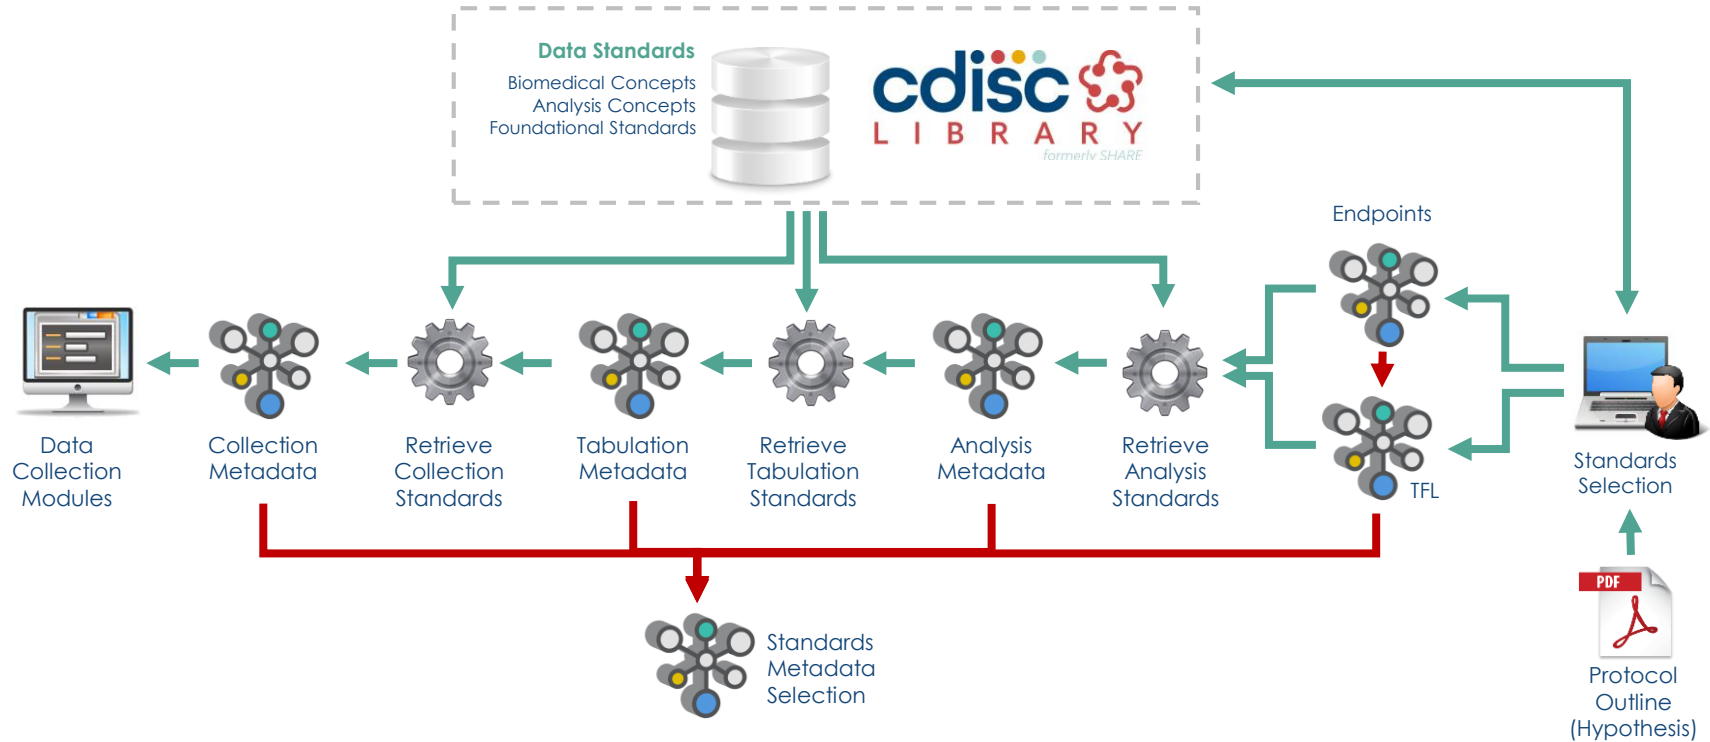 Data Standards
Biomedical Concepts
Analysis Concepts
Foundational Standards
cdisc
LIBRARY
formerly SHARE
Endpoints
TFL
Data
Collection
Modules
Collection
Metadata
Retrieve
Collection
Standards
Tabulation
Metadata
Retrieve
Tabulation
Standards
Analysis
Metadata
Retrieve
Analysis
Standards
Standards
Selection
Standards
Metadata
Selection
PDF
Protocol
Outline
(Hypothesis)